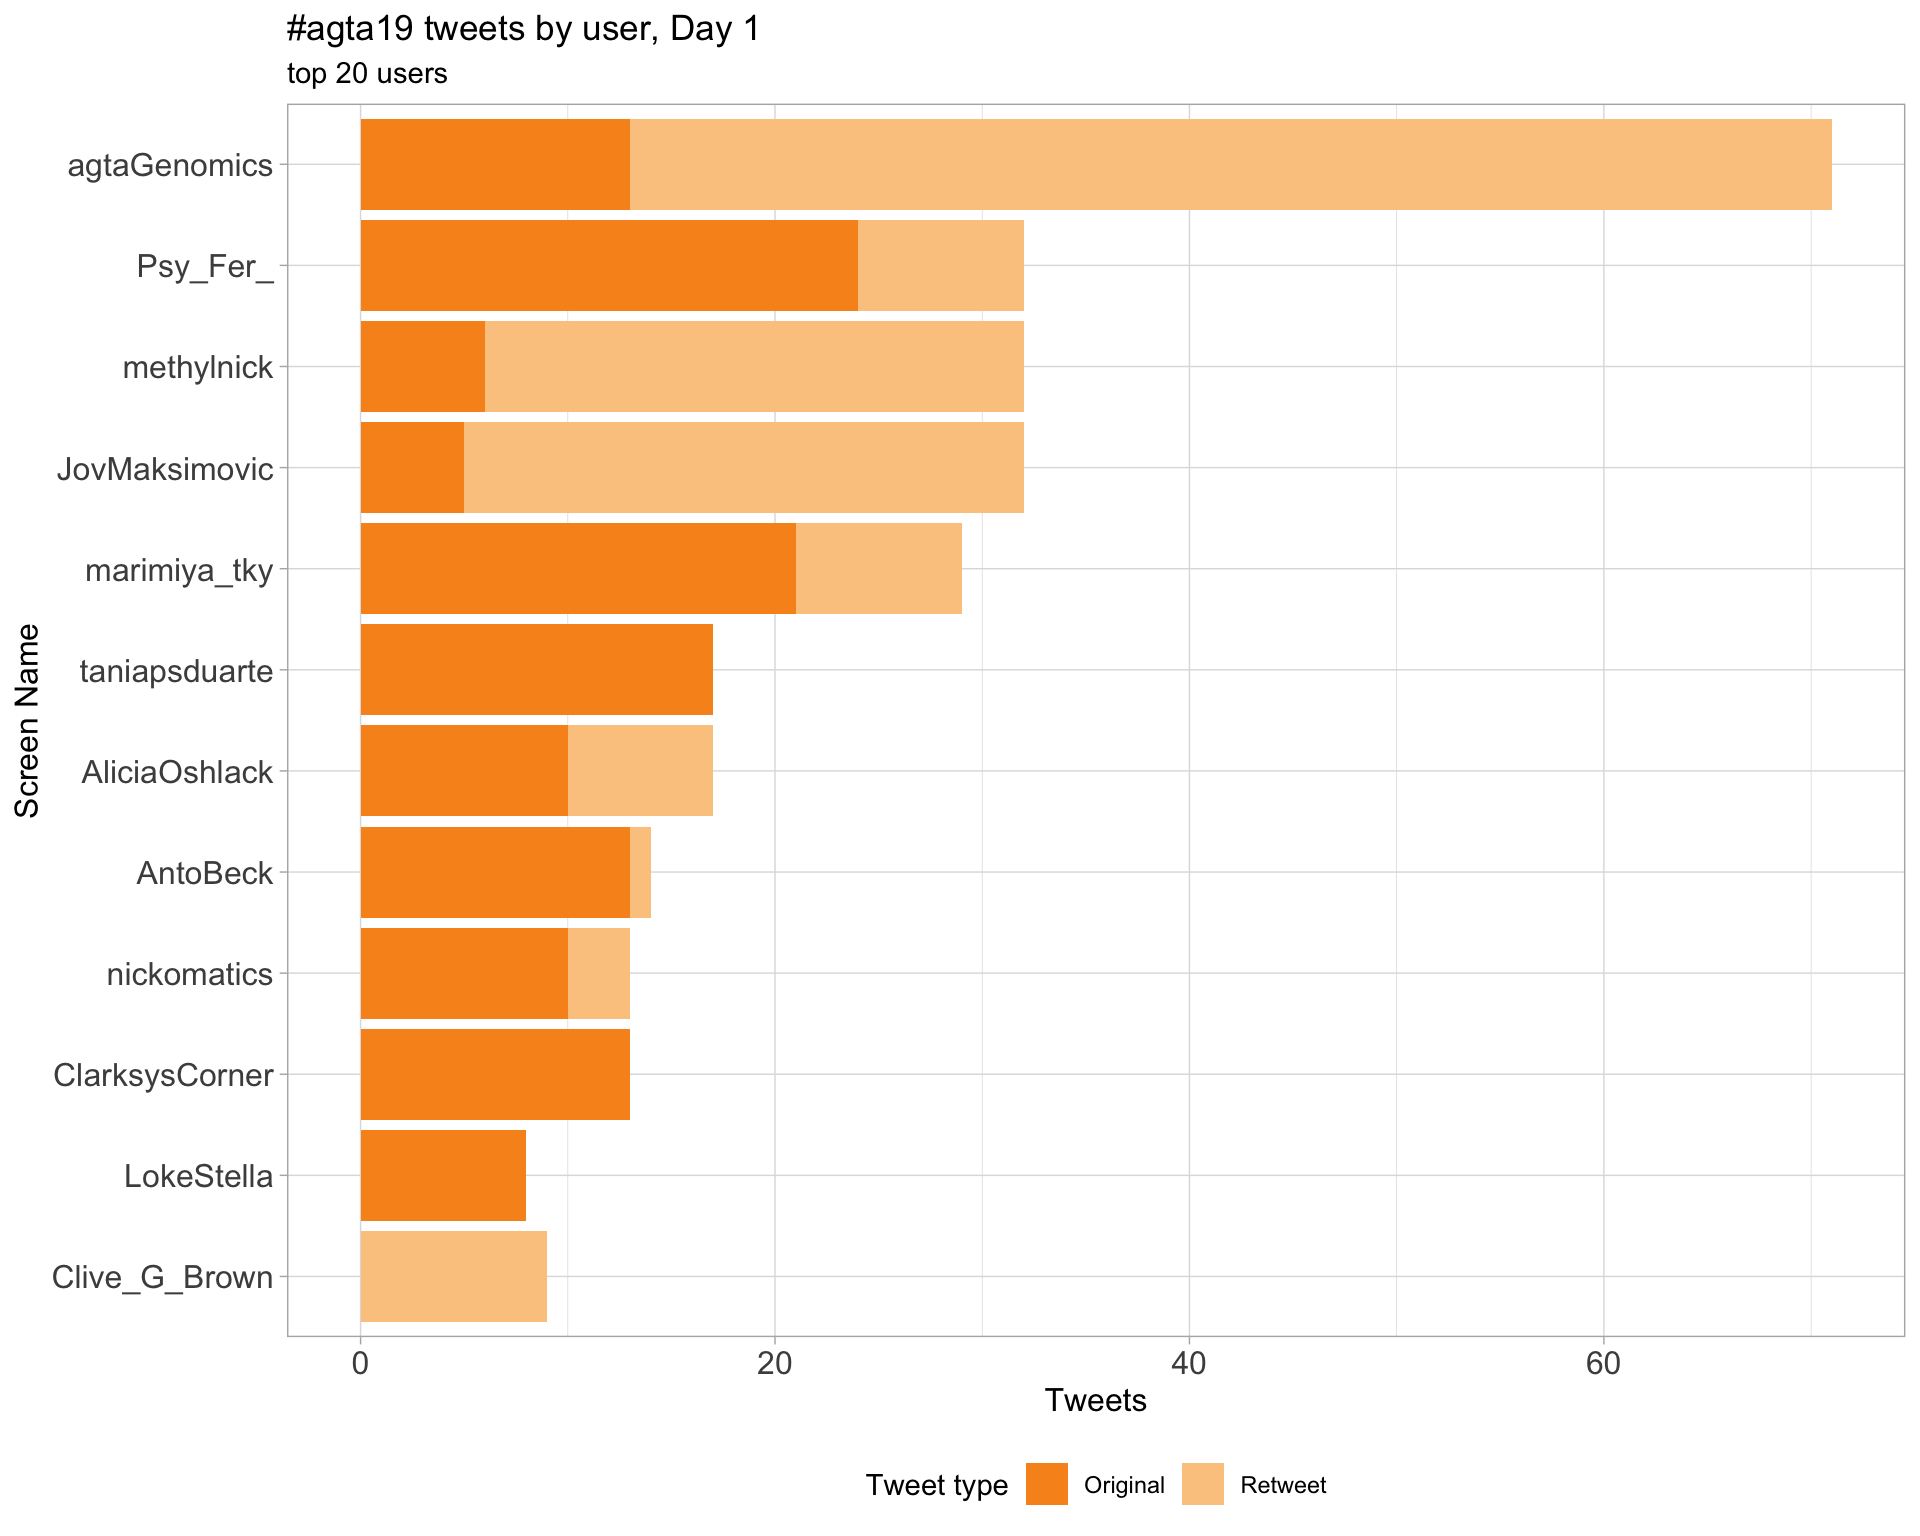 #agta19 tweets by user, Day 1
top 20 users
Screen Name
agtaGenomics
Psy_Fer_
methylnick
JovMaksimovic
marimiya_tky
taniapsduarte
AliciaOshlack
AntoBeck
nickomatics
ClarksysCorner
LokeStella
Clive_G_Brown
0 20 40 60
Tweets
Tweet type Original Retweet